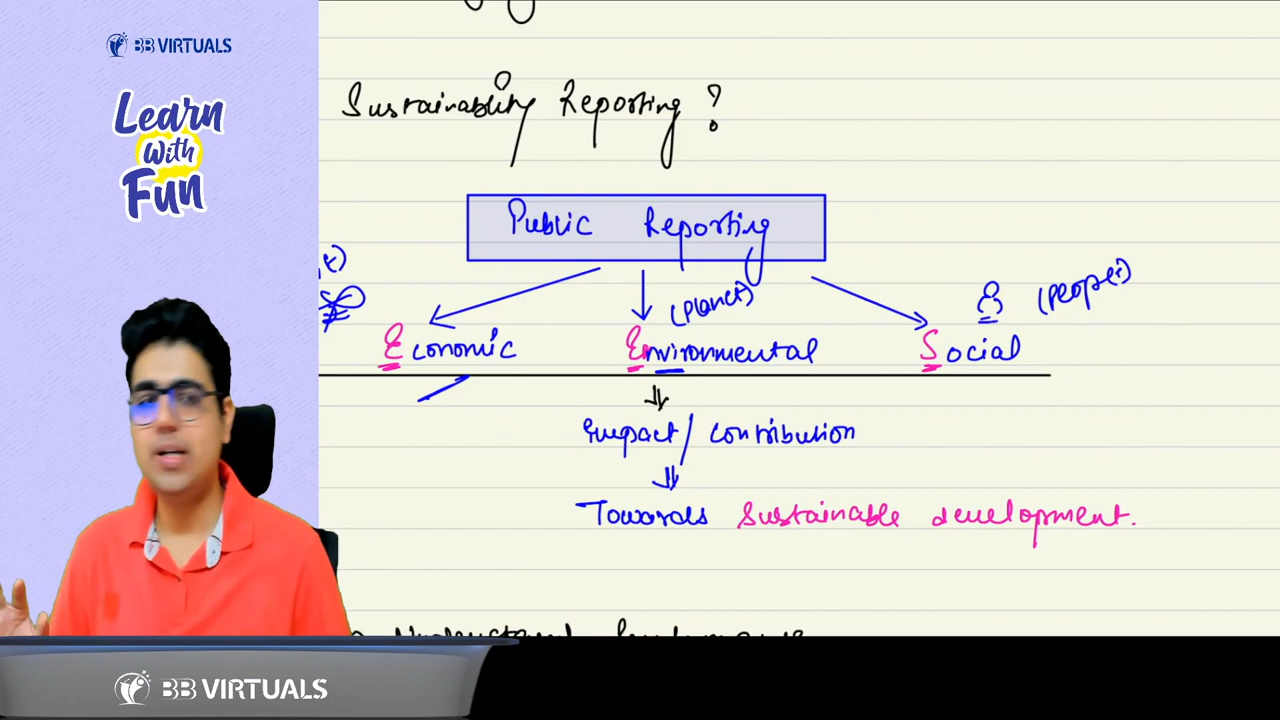 BB VIRTUALS
Learn
With
Fun
Sustainability Reporting ?
Public Reporting
(Planet)
(People)
Economic
Environmental
Social
Impact/ contribution
Towards Sustainable development.
BB VIRTUALS